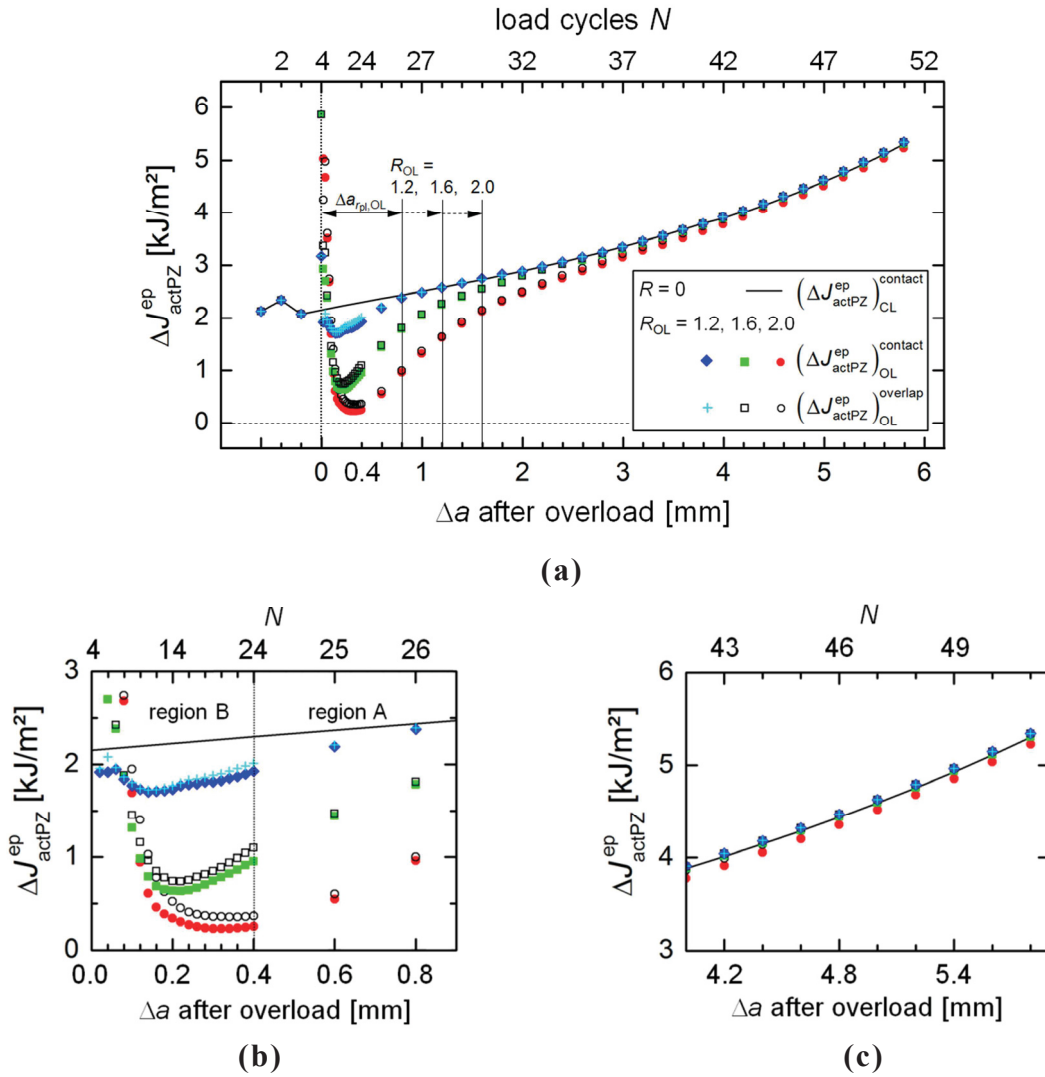 load cycles N
2 4 24 27 32 37 42 47 52
6
5
4
3
2
1
0
ΔJ^ep_actPZ [kJ/m²]
R_OL =
1.2, 1.6, 2.0
Δa_rpl,OL
R = 0 — (ΔJ^ep_actPZ)^contact_CL
R_OL = 1.2, 1.6, 2.0
(ΔJ^ep_actPZ)^contact_OL
(ΔJ^ep_actPZ)^overlap_OL
0 0.4 1 2 3 4 5 6
Δa after overload [mm]
(a)
N
4 14 24 25 26
3
2
1
0
ΔJ^ep_actPZ [kJ/m²]
region B region A
0.0 0.2 0.4 0.6 0.8
Δa after overload [mm]
(b)
N
43 46 49
6
5
4
3
ΔJ^ep_actPZ [kJ/m²]
4.2 4.8 5.4
Δa after overload [mm]
(c)